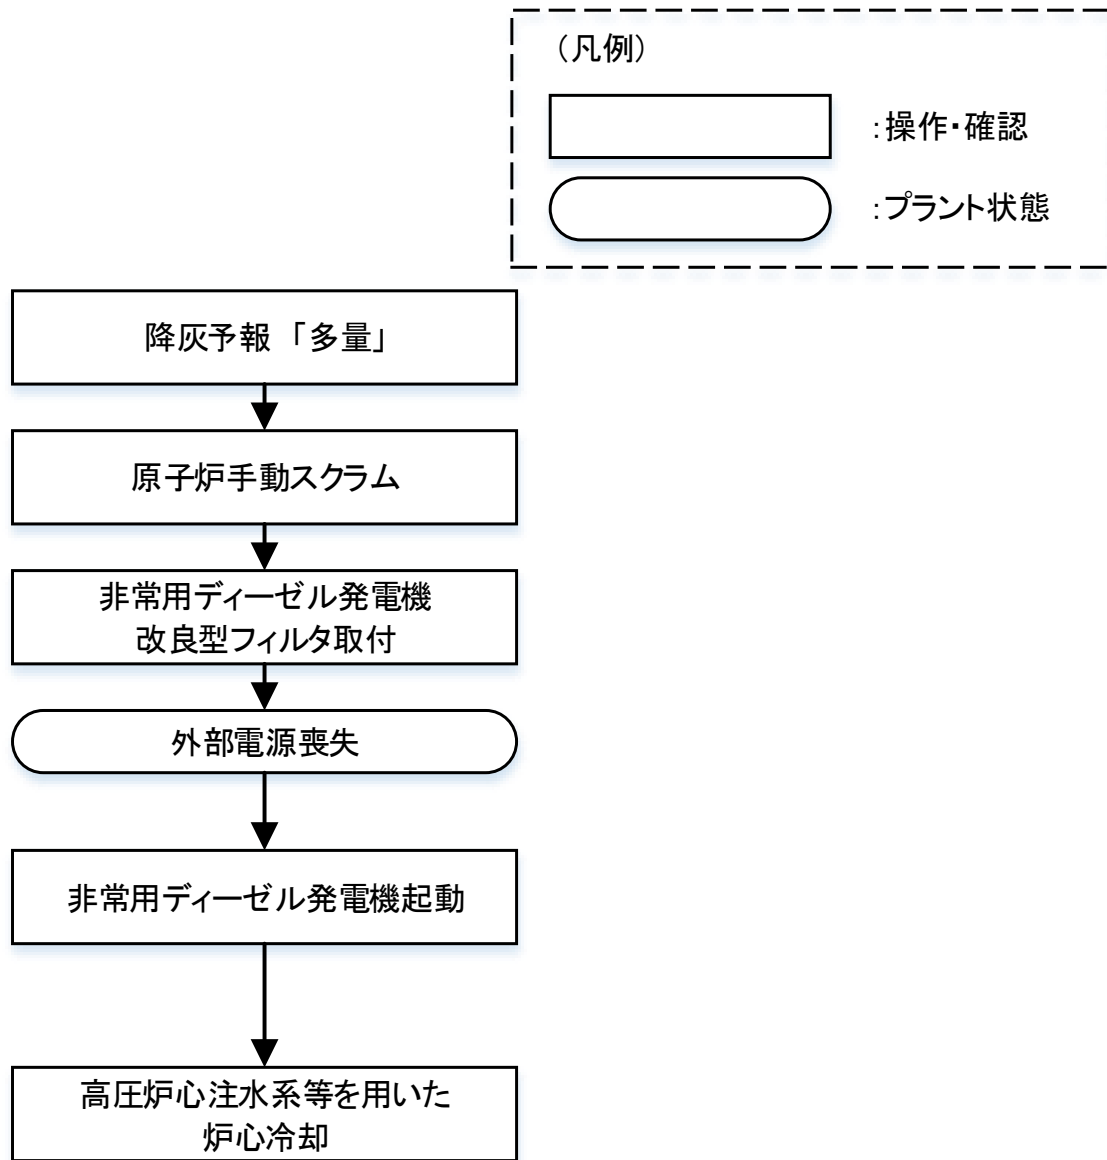 (凡例)
:操作・確認
:プラント状態
降灰予報 「多量」
原子炉手動スクラム
非常用ディーゼル発電機
改良型フィルタ取付
外部電源喪失
非常用ディーゼル発電機起動
高圧炉心注水系等を用いた
炉心冷却